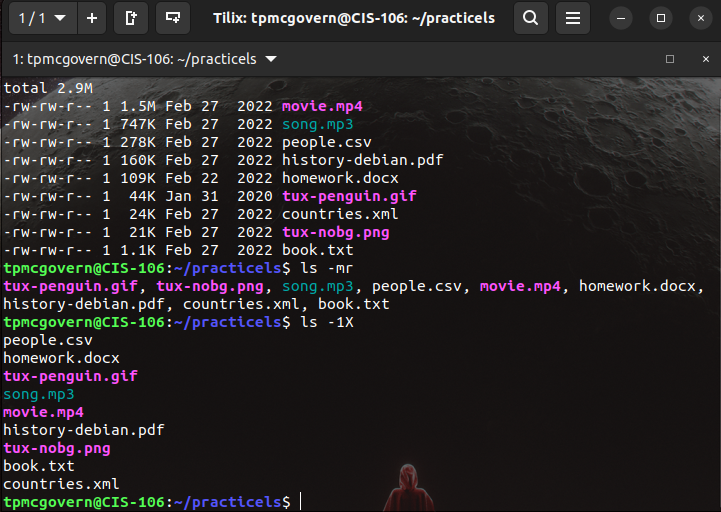 1 / 1 Tilix: tpmcgovern@CIS-106: ~/practicels
1: tpmcgovern@CIS-106: ~/practicels
total 2.9M
-rw-rw-r-- 1 1.5M Feb 27  2022 movie.mp4
-rw-rw-r-- 1 747K Feb 27  2022 song.mp3
-rw-rw-r-- 1 278K Feb 27  2022 people.csv
-rw-rw-r-- 1 160K Feb 27  2022 history-debian.pdf
-rw-rw-r-- 1 109K Feb 22  2022 homework.docx
-rw-rw-r-- 1  44K Jan 31  2020 tux-penguin.gif
-rw-rw-r-- 1  24K Feb 27  2022 countries.xml
-rw-rw-r-- 1  21K Feb 27  2022 tux-nobg.png
-rw-rw-r-- 1 1.1K Feb 27  2022 book.txt
tpmcgovern@CIS-106:~/practicels$ ls -mr
tux-penguin.gif, tux-nobg.png, song.mp3, people.csv, movie.mp4, homework.docx,
history-debian.pdf, countries.xml, book.txt
tpmcgovern@CIS-106:~/practicels$ ls -1X
people.csv
homework.docx
tux-penguin.gif
song.mp3
movie.mp4
history-debian.pdf
tux-nobg.png
book.txt
countries.xml
tpmcgovern@CIS-106:~/practicels$